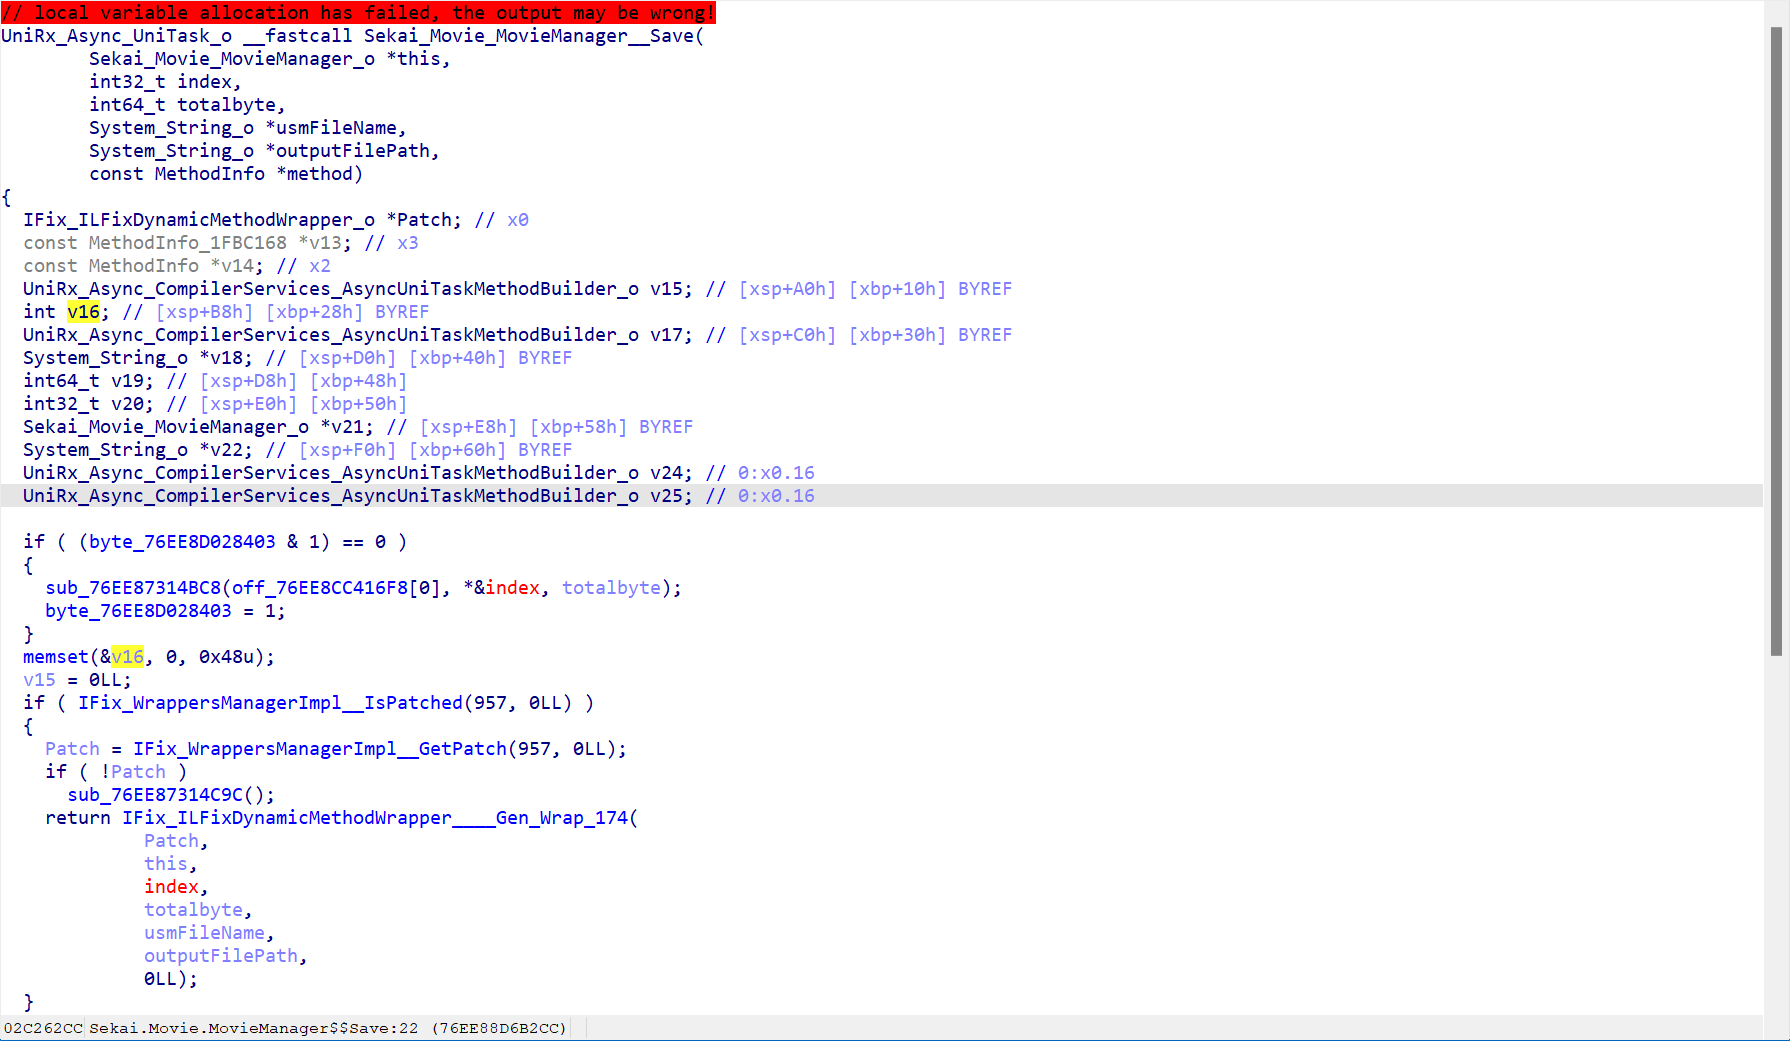 // local variable allocation has failed, the output may be wrong!
UniRx_Async_UniTask_o __fastcall Sekai_Movie_MovieManager__Save(
        Sekai_Movie_MovieManager_o *this,
        int32_t index,
        int64_t totalbyte,
        System_String_o *usmFileName,
        System_String_o *outputFilePath,
        const MethodInfo *method)
{
  IFix_ILFixDynamicMethodWrapper_o *Patch; // x0
  const MethodInfo_1FBC168 *v13; // x3
  const MethodInfo *v14; // x2
  UniRx_Async_CompilerServices_AsyncUniTaskMethodBuilder_o v15; // [xsp+A0h] [xbp+10h] BYREF
  int v16; // [xsp+B8h] [xbp+28h] BYREF
  UniRx_Async_CompilerServices_AsyncUniTaskMethodBuilder_o v17; // [xsp+C0h] [xbp+30h] BYREF
  System_String_o *v18; // [xsp+D0h] [xbp+40h] BYREF
  int64_t v19; // [xsp+D8h] [xbp+48h]
  int32_t v20; // [xsp+E0h] [xbp+50h]
  Sekai_Movie_MovieManager_o *v21; // [xsp+E8h] [xbp+58h] BYREF
  System_String_o *v22; // [xsp+F0h] [xbp+60h] BYREF
  UniRx_Async_CompilerServices_AsyncUniTaskMethodBuilder_o v24; // 0:x0.16
  UniRx_Async_CompilerServices_AsyncUniTaskMethodBuilder_o v25; // 0:x0.16

  if ( (byte_76EE8D028403 & 1) == 0 )
  {
    sub_76EE87314BC8(off_76EE8CC416F8[0], *&index, totalbyte);
    byte_76EE8D028403 = 1;
  }
  memset(&v16, 0, 0x48u);
  v15 = 0LL;
  if ( IFix_WrappersManagerImpl__IsPatched(957, 0LL) )
  {
    Patch = IFix_WrappersManagerImpl__GetPatch(957, 0LL);
    if ( !Patch )
      sub_76EE87314C9C();
    return IFix_ILFixDynamicMethodWrapper____Gen_Wrap_174(
             Patch,
             this,
             index,
             totalbyte,
             usmFileName,
             outputFilePath,
             0LL);
  }
02C262CC Sekai.Movie.MovieManager$$Save:22 (76EE88D6B2CC)